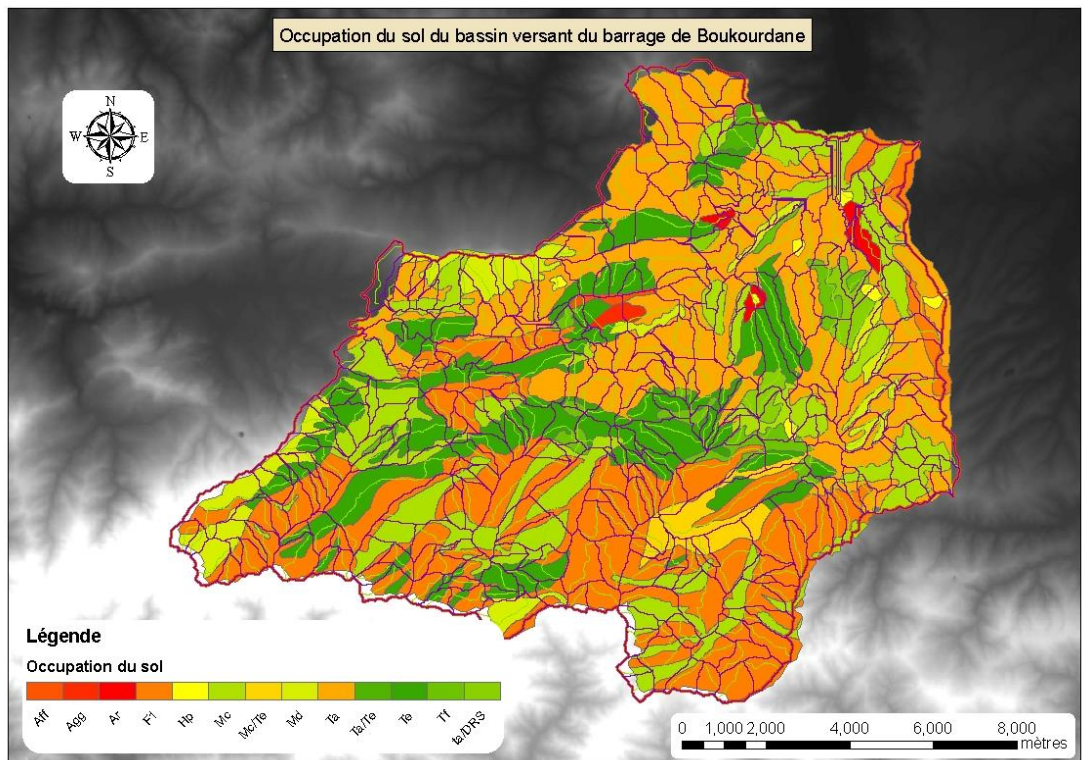 Occupation du sol du bassin versant du barrage de Boukourdane
N
W E
S
Légende
Occupation du sol
Aff Agg Ar F1 Hp Mc Mc/Te Md Ta Ta/Te Te Tf ta/DRS
0 1,000 2,000 4,000 6,000 8,000
mètres